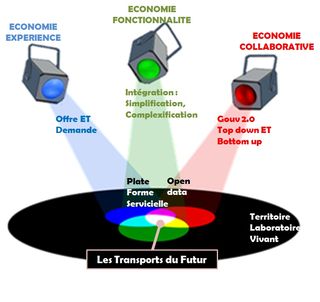 ECONOMIE
EXPERIENCE
ECONOMIE
FONCTIONNALITE
ECONOMIE
COLLABORATIVE
Offre ET
Demande
Intégration :
Simplification,
Complexification
Gouv 2.0
Top down ET
Bottom up
Plate
Forme
Servicielle
Open
data
Territoire
Laboratoire
Vivant
Les Transports du Futur